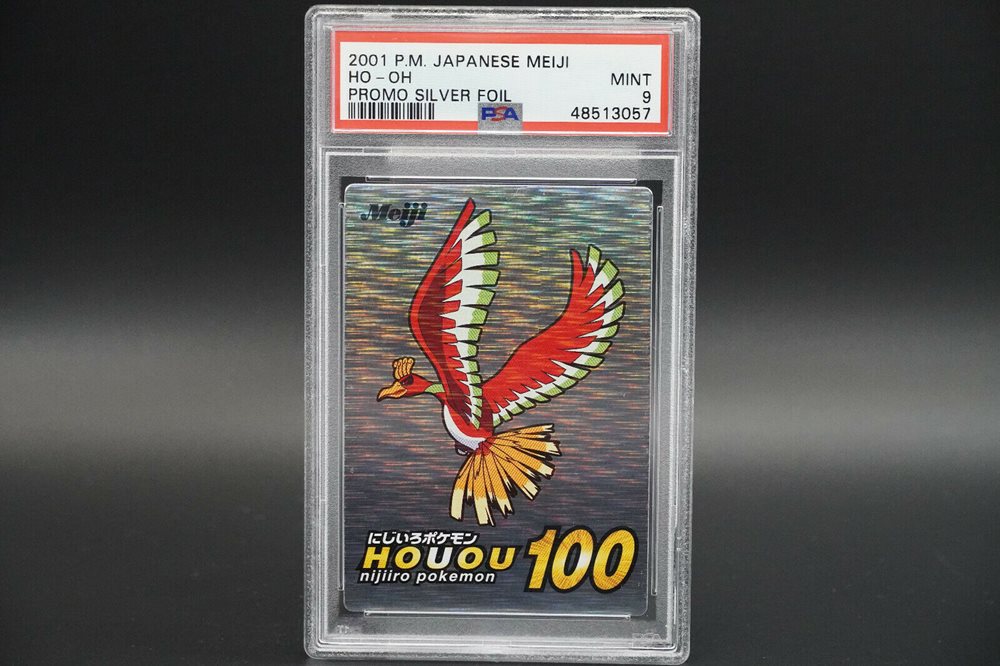 2001 P.M. JAPANESE MEIJI
HO - OH MINT
PROMO SILVER FOIL 9
PSA 48513057
Meiji
にじいろポケモン
HOUOU 100
nijiiro pokemon